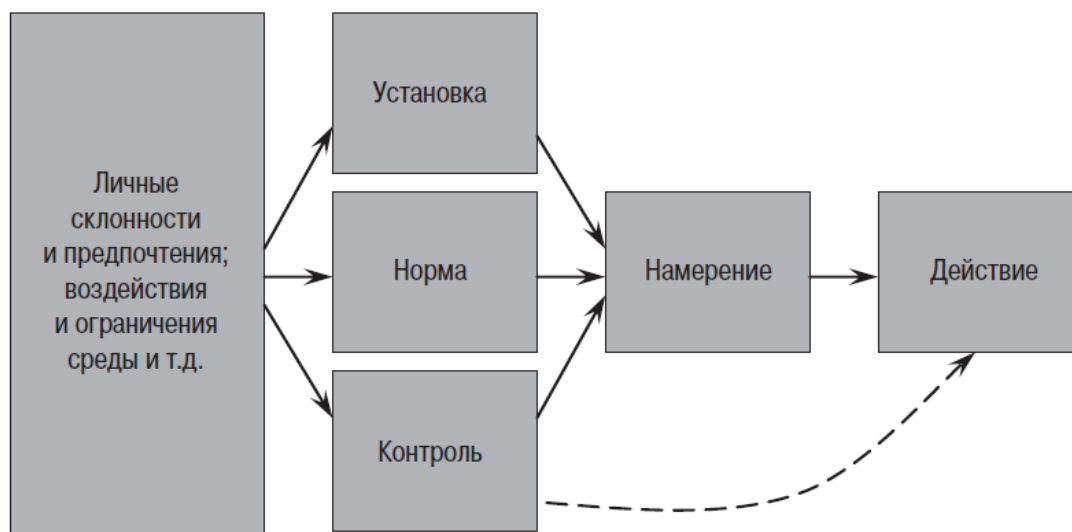 Личные
склонности
и предпочтения;
воздействия
и ограничения
среды и т.д.
Установка
Норма
Контроль
Намерение
Действие